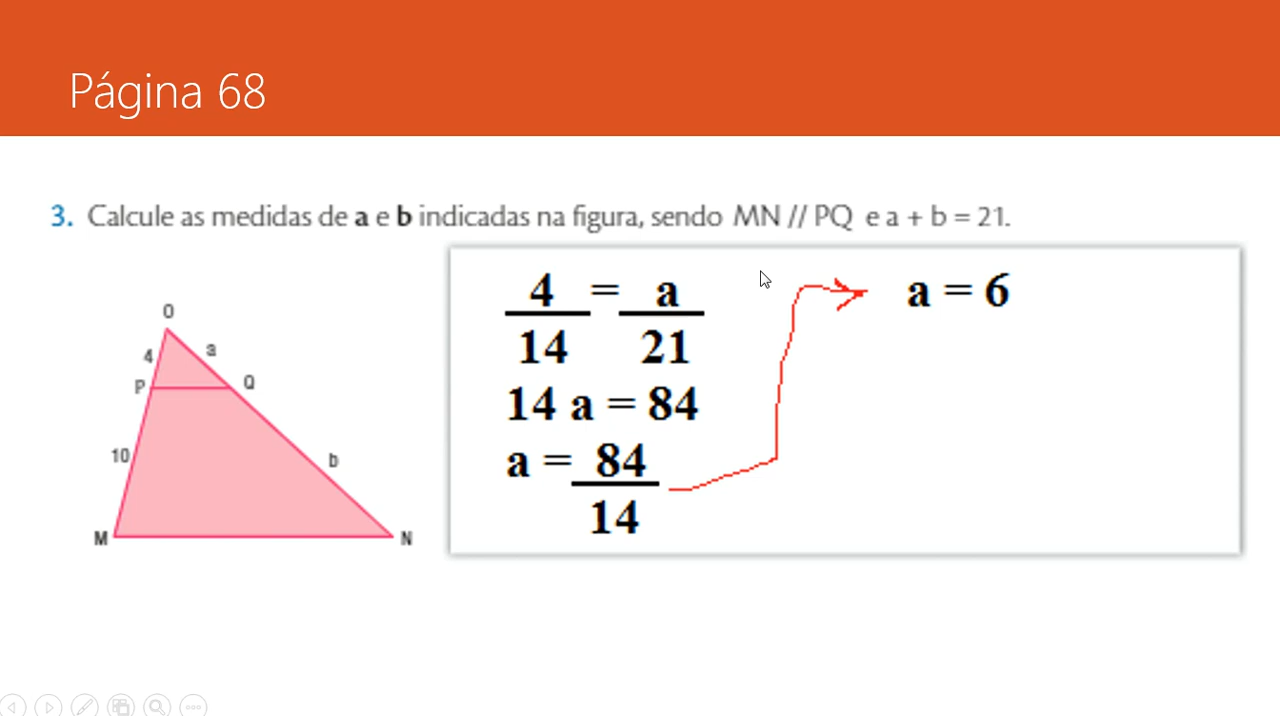 Página 68
3. Calcule as medidas de a e b indicadas na figura, sendo MN // PQ e a + b = 21.
O
4
a
P
Q
10
b
M
N
4 = a
14 21
14 a = 84
a = 84
14
a = 6